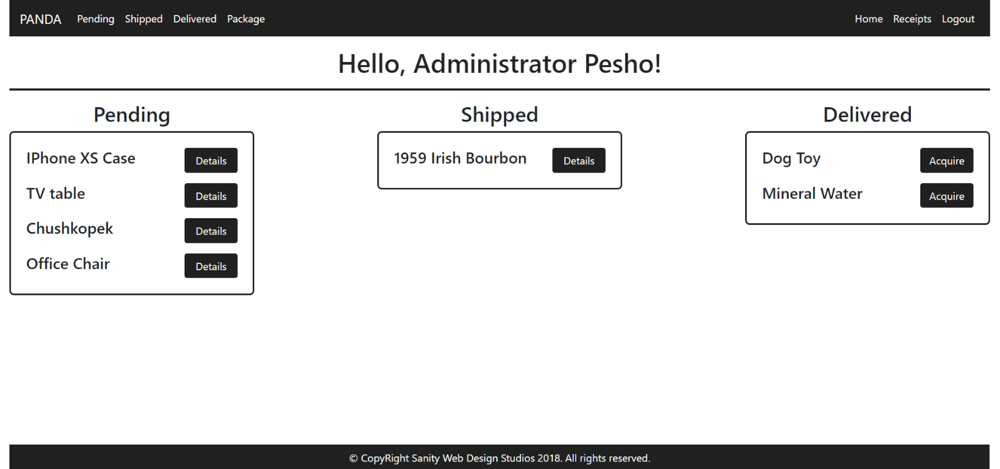 PANDA Pending Shipped Delivered Package Home Receipts Logout
Hello, Administrator Pesho!
Pending
IPhone XS Case Details
TV table Details
Chushkopek Details
Office Chair Details
Shipped
1959 Irish Bourbon Details
Delivered
Dog Toy Acquire
Mineral Water Acquire
© CopyRight Sanity Web Design Studios 2018. All rights reserved.